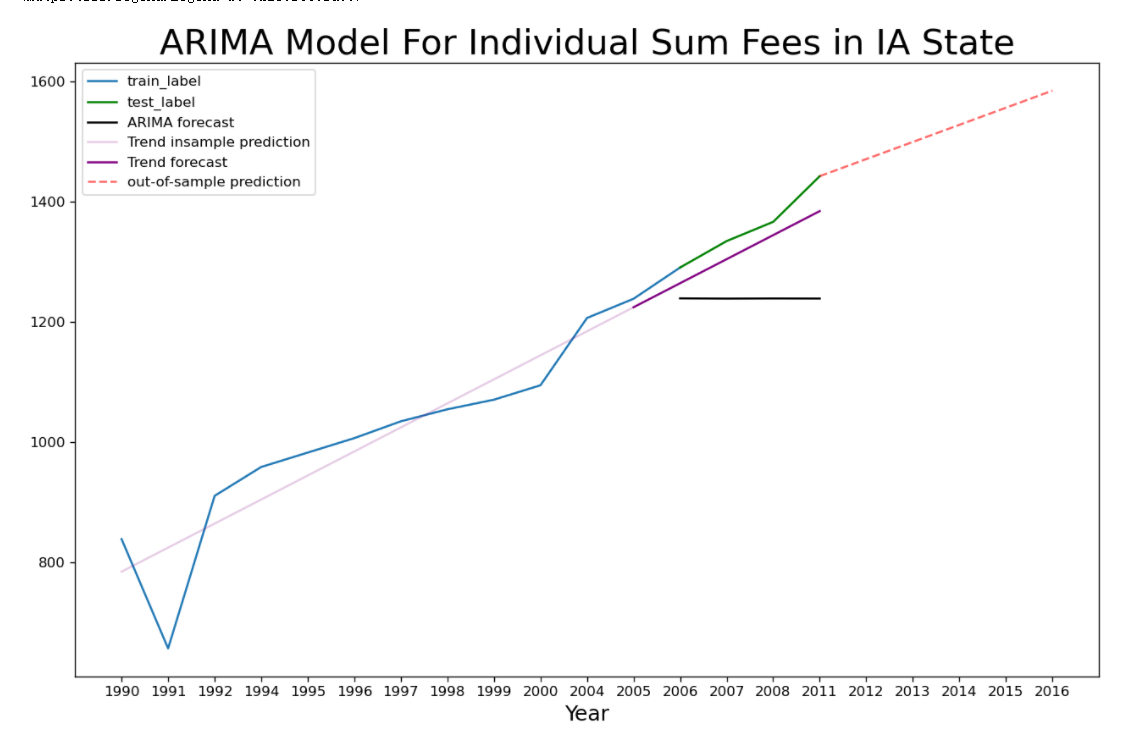 ARIMA Model For Individual Sum Fees in IA State
train_label
test_label
ARIMA forecast
Trend insample prediction
Trend forecast
out-of-sample prediction
1600
1400
1200
1000
800
1990 1991 1992 1994 1995 1996 1997 1998 1999 2000 2004 2005 2006 2007 2008 2011 2012 2013 2014 2015 2016
Year